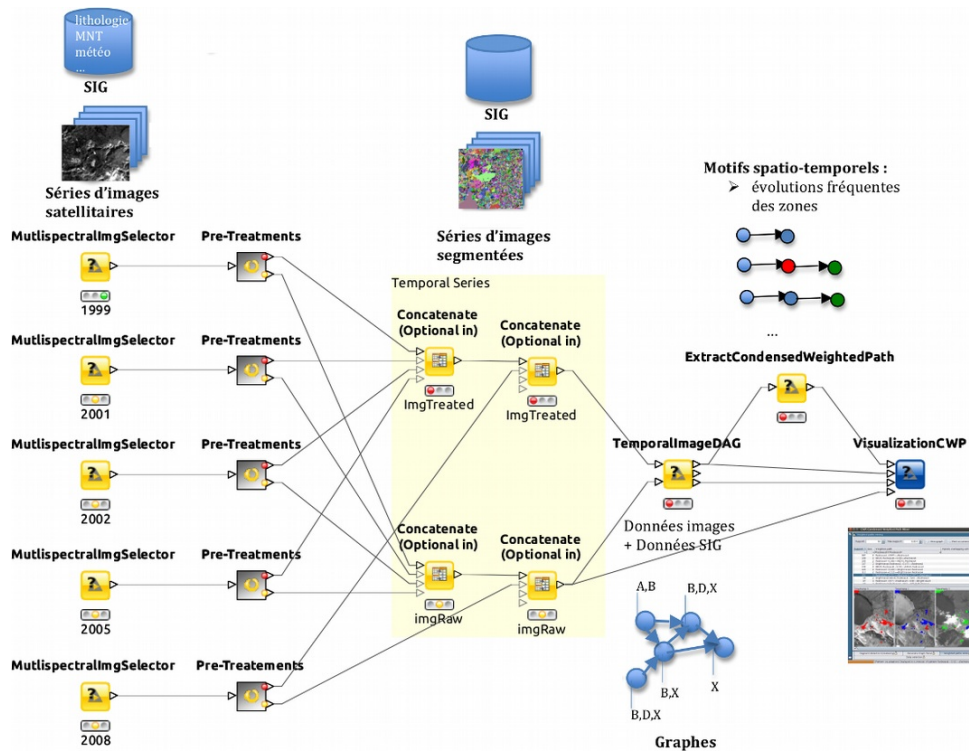 lithologie
MNT
météo
...
SIG
SIG
Séries d'images
satellitaires
Séries d'images
segmentées
Motifs spatio-temporels :
➢ évolutions fréquentes
des zones
...
MutlispectralImgSelector
Pre-Treatments
1999
MutlispectralImgSelector
Pre-Treatments
2001
MutlispectralImgSelector
Pre-Treatments
2002
MutlispectralImgSelector
Pre-Treatments
2005
MutlispectralImgSelector
Pre-Treatements
2008
Temporal Series
Concatenate
(Optional in)
ImgTreated
Concatenate
(Optional in)
ImgTreated
Concatenate
(Optional in)
imgRaw
Concatenate
(Optional in)
imgRaw
ExtractCondensedWeightedPath
TemporalImageDAG
VisualizationCWP
Données images
+ Données SIG
A,B
B,D,X
B,X
X
B,D,X
Graphes